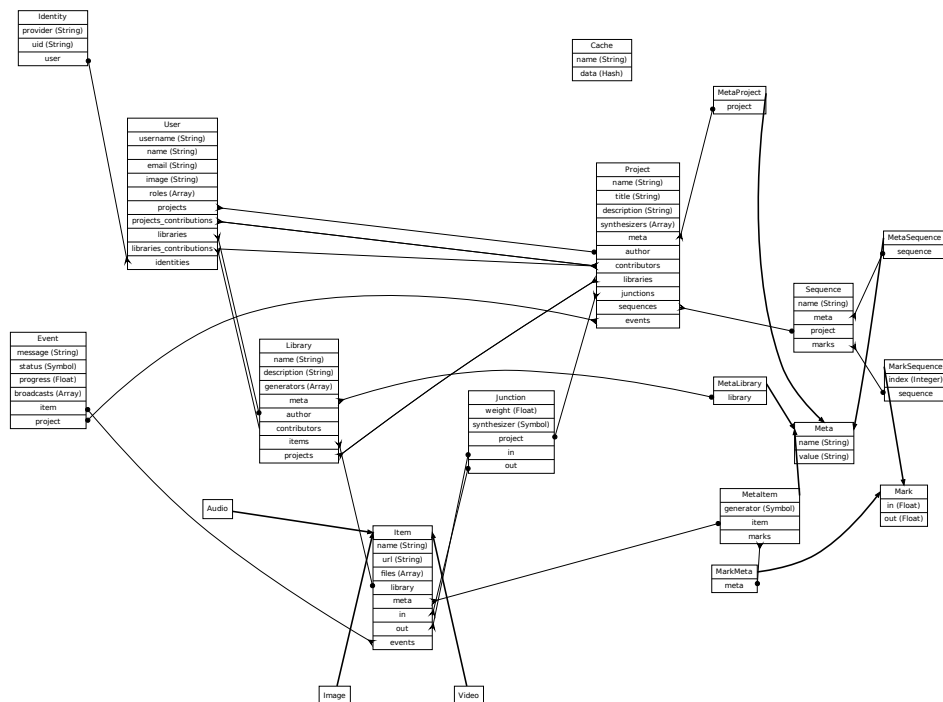 Identity
provider (String)
uid (String)
user
Cache
name (String)
data (Hash)
MetaProject
project
User
username (String)
name (String)
email (String)
image (String)
roles (Array)
projects
projects_contributions
libraries
libraries_contributions
identities
Project
name (String)
title (String)
description (String)
synthesizers (Array)
meta
author
contributors
libraries
junctions
sequences
events
MetaSequence
sequence
Sequence
name (String)
meta
project
marks
Event
message (String)
status (Symbol)
progress (Float)
broadcasts (Array)
item
project
Library
name (String)
description (String)
generators (Array)
meta
author
contributors
items
projects
MarkSequence
index (Integer)
sequence
MetaLibrary
library
Junction
weight (Float)
synthesizer (Symbol)
project
in
out
Meta
name (String)
value (String)
MetaItem
generator (Symbol)
item
marks
Mark
in (Float)
out (Float)
Audio
Item
name (String)
url (String)
files (Array)
library
meta
in
out
events
MarkMeta
meta
Image
Video